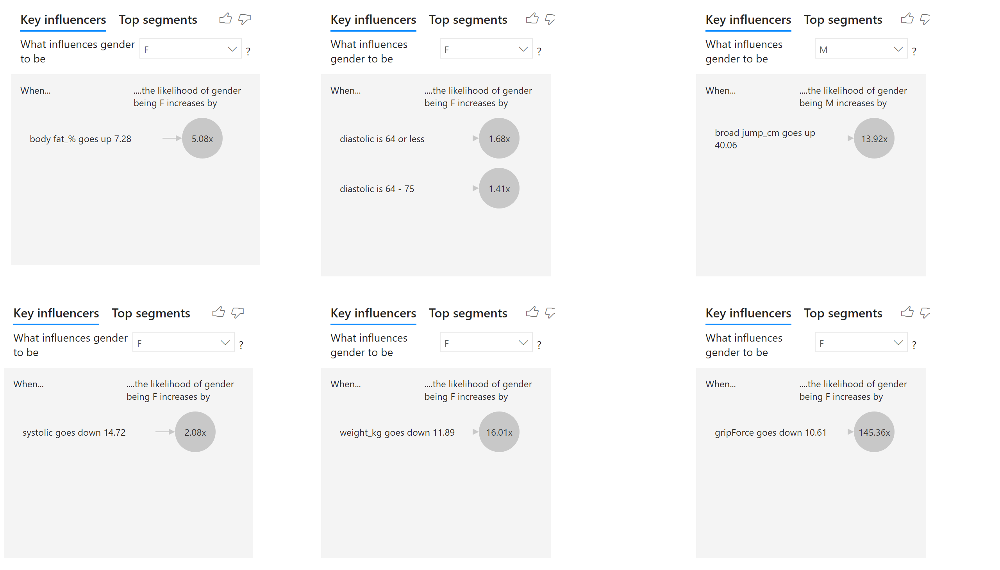 Key influencers Top segments
What influences gender
to be
F
?
When...
....the likelihood of gender
being F increases by
body fat_% goes up 7.28
5.08x
Key influencers Top segments
What influences
gender to be
F
?
When...
....the likelihood of gender
being F increases by
diastolic is 64 or less
1.68x
diastolic is 64 - 75
1.41x
Key influencers Top segments
What influences
gender to be
M
?
When...
....the likelihood of gender
being M increases by
broad jump_cm goes up
40.06
13.92x
Key influencers Top segments
What influences gender
to be
F
?
When...
....the likelihood of gender
being F increases by
systolic goes down 14.72
2.08x
Key influencers Top segments
What influences
gender to be
F
?
When...
....the likelihood of gender
being F increases by
weight_kg goes down 11.89
16.01x
Key influencers Top segments
What influences
gender to be
F
?
When...
....the likelihood of gender
being F increases by
gripForce goes down 10.61
145.36x